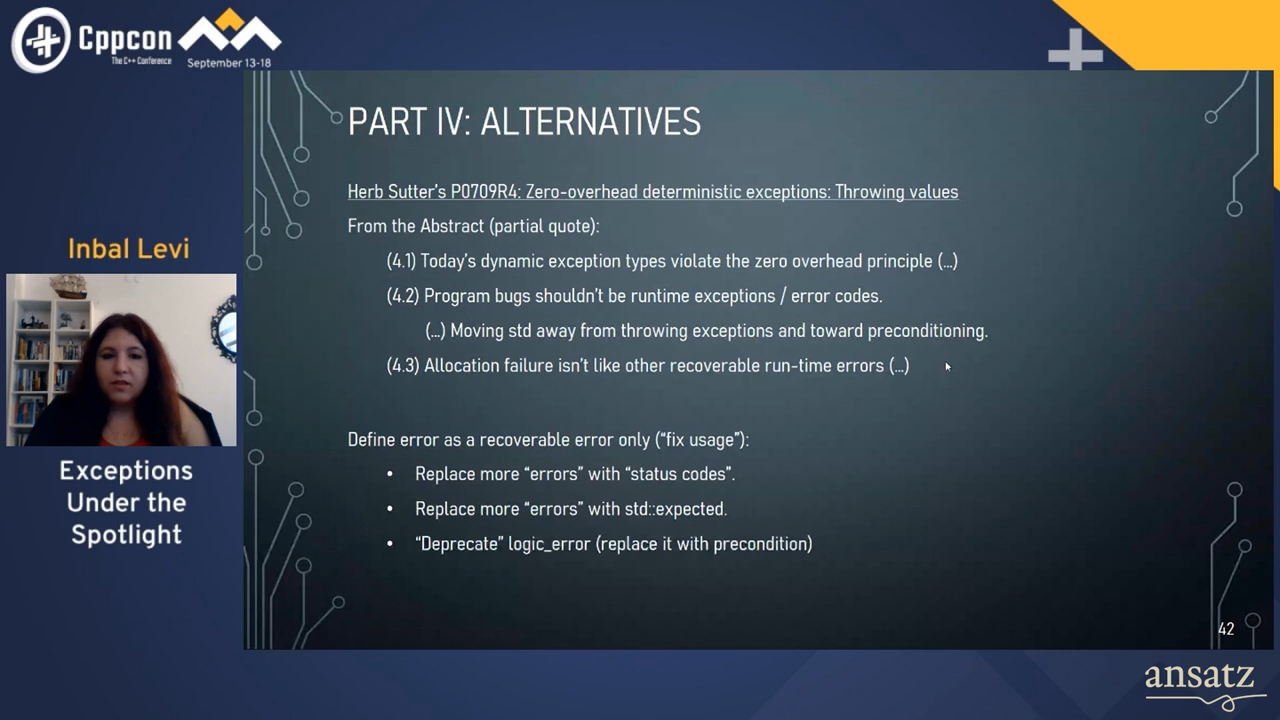 Cppcon
The C++ Conference
September 13-18
PART IV: ALTERNATIVES
Herb Sutter's P0709R4: Zero-overhead deterministic exceptions: Throwing values
From the Abstract (partial quote):
(4.1) Today's dynamic exception types violate the zero overhead principle (...)
(4.2) Program bugs shouldn't be runtime exceptions / error codes.
(...) Moving std away from throwing exceptions and toward preconditioning.
(4.3) Allocation failure isn't like other recoverable run-time errors (...)
Define error as a recoverable error only ("fix usage"):
• Replace more "errors" with "status codes".
• Replace more "errors" with std::expected.
• "Deprecate" logic_error (replace it with precondition)
42
Inbal Levi
Exceptions
Under the
Spotlight
ansatz